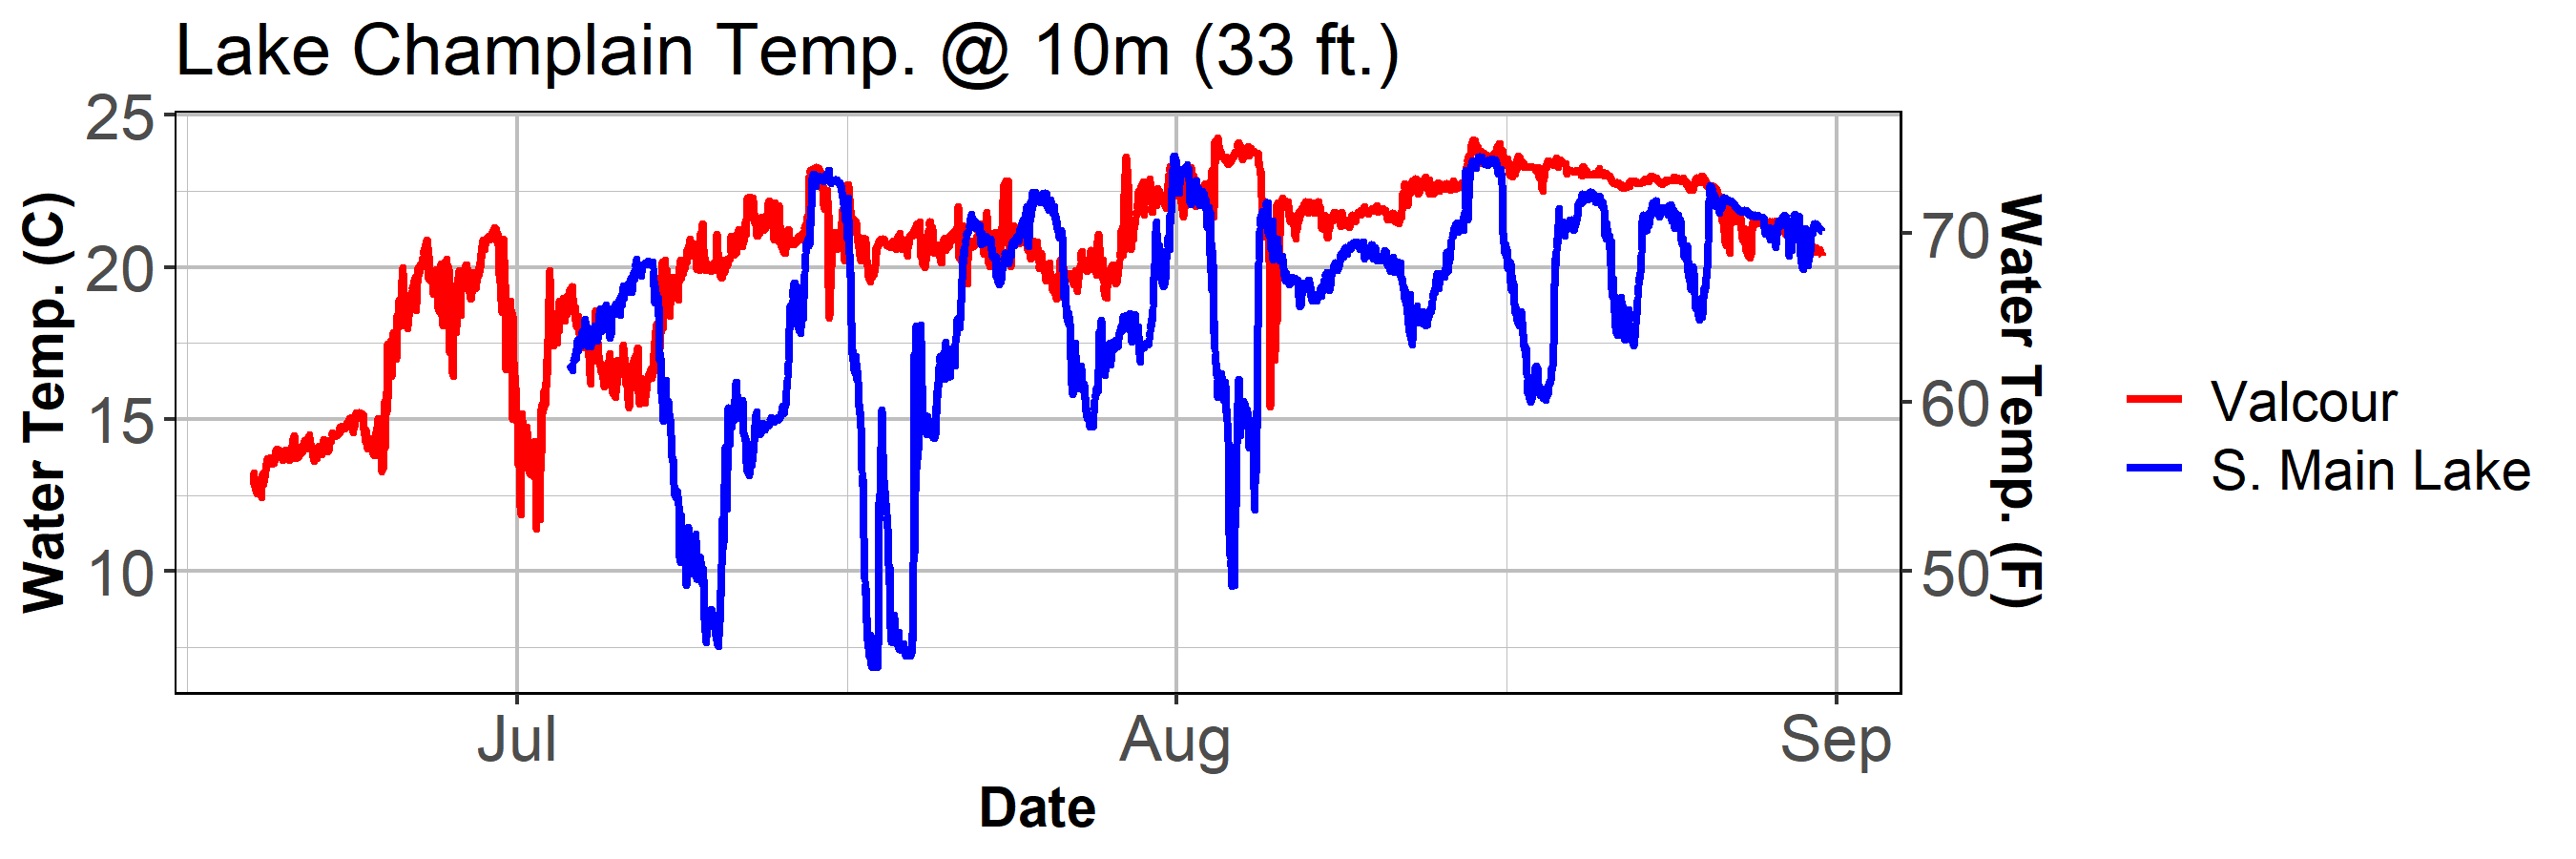 Lake Champlain Temp. @ 10m (33 ft.)
25
20
15
10
Water Temp. (C)
70
60
50
Water Temp. (F)
Jul
Aug
Sep
Date
Valcour
S. Main Lake